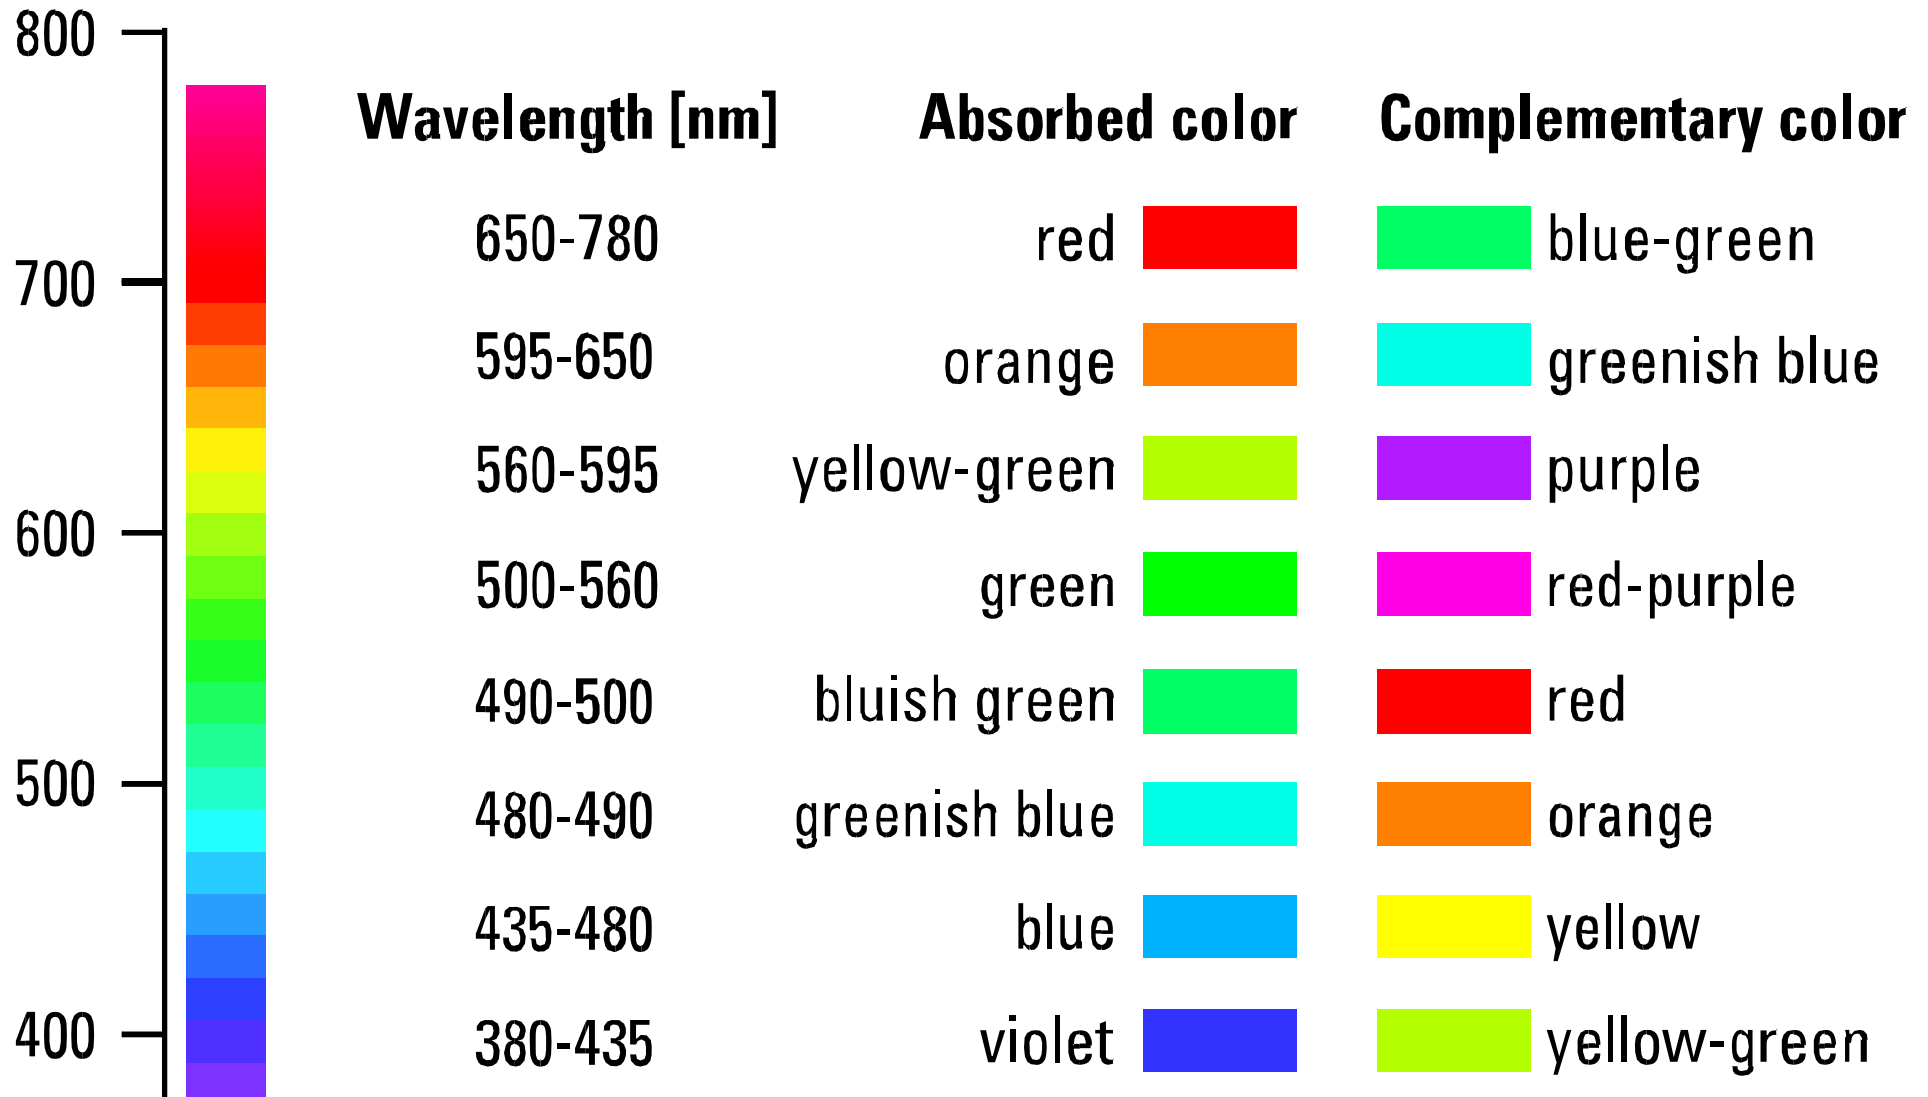 800
700
600
500
400
Wavelength [nm] Absorbed color Complementary color
650-780 red blue-green
595-650 orange greenish blue
560-595 yellow-green purple
500-560 green red-purple
490-500 bluish green red
480-490 greenish blue orange
435-480 blue yellow
380-435 violet yellow-green